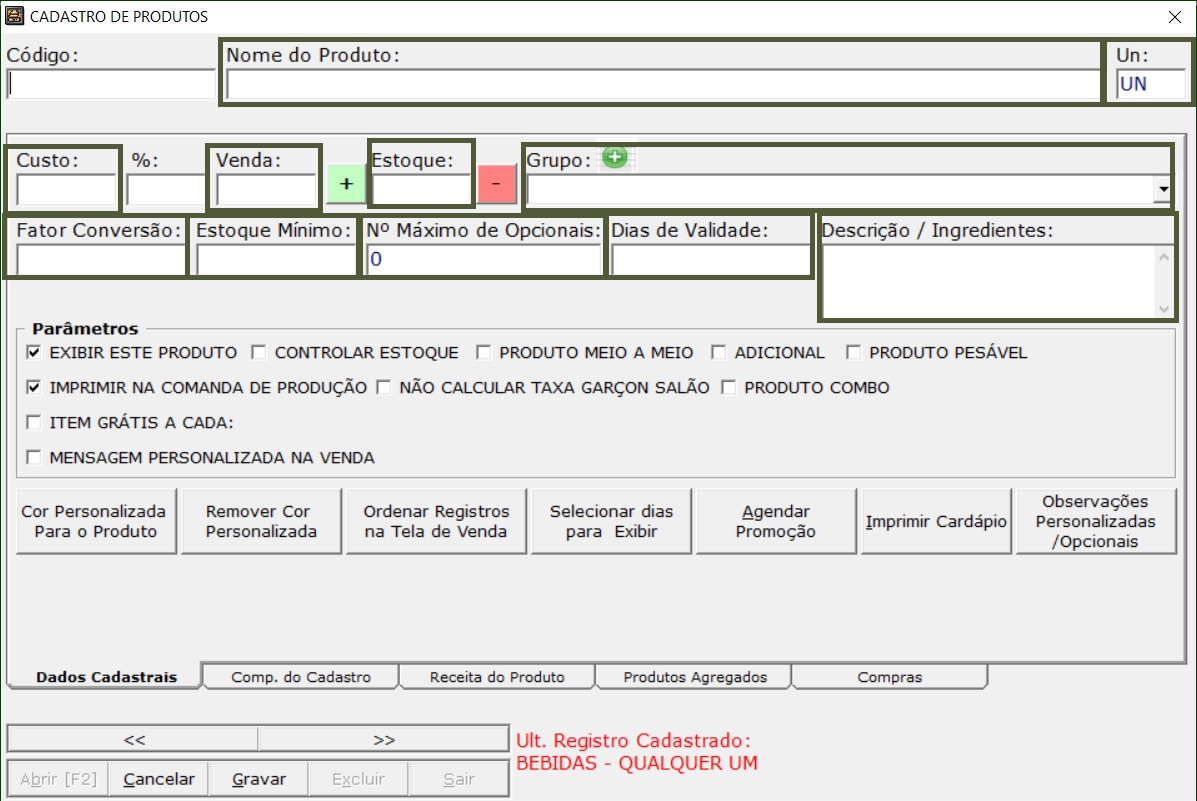 CADASTRO DE PRODUTOS
Código: Nome do Produto: Un:
UN
Custo: %: Venda: + Estoque: - Grupo:
Fator Conversão: Estoque Mínimo: Nº Máximo de Opcionais: Dias de Validade: Descrição / Ingredientes:
0
Parâmetros
EXIBIR ESTE PRODUTO CONTROLAR ESTOQUE PRODUTO MEIO A MEIO ADICIONAL PRODUTO PESÁVEL
IMPRIMIR NA COMANDA DE PRODUÇÃO NÃO CALCULAR TAXA GARÇON SALÃO PRODUTO COMBO
ITEM GRÁTIS A CADA:
MENSAGEM PERSONALIZADA NA VENDA
Cor Personalizada
Para o Produto
Remover Cor
Personalizada
Ordenar Registros
na Tela de Venda
Selecionar dias
para Exibir
Agendar
Promoção
Imprimir Cardápio
Observações
Personalizadas
/Opcionais
Dados Cadastrais Comp. do Cadastro Receita do Produto Produtos Agregados Compras
<< >>
Ult. Registro Cadastrado:
BEBIDAS - QUALQUER UM
Abrir [F2] Cancelar Gravar Excluir Sair